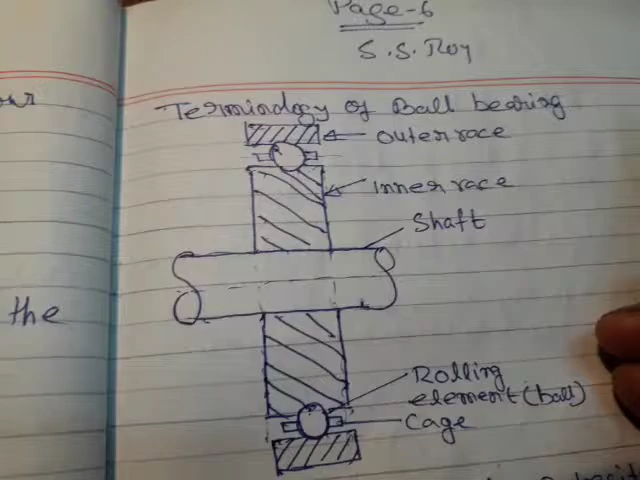 Page-6
S.S. Roy
Terminology of Ball bearing
outer race
inner race
Shaft
the
Rolling
element (ball)
Cage